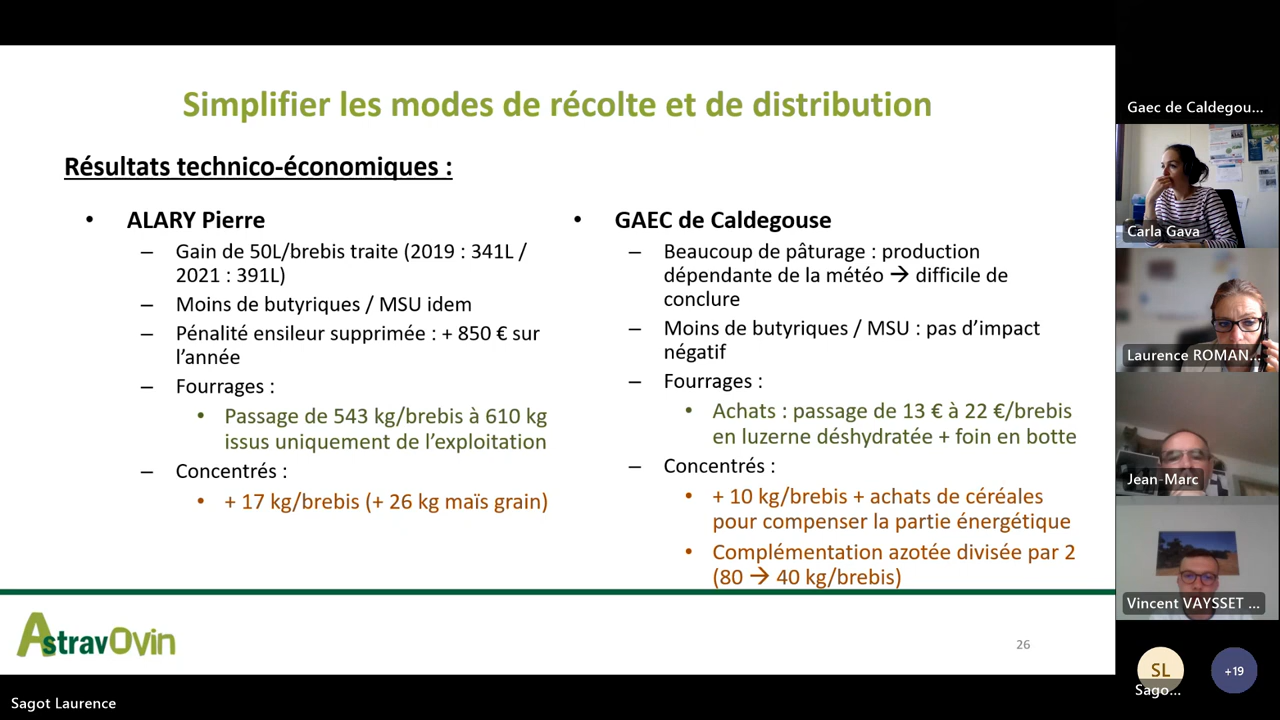 Simplifier les modes de récolte et de distribution
Résultats technico-économiques :
• ALARY Pierre
– Gain de 50L/brebis traite (2019 : 341L /
2021 : 391L)
– Moins de butyriques / MSU idem
– Pénalité ensileur supprimée : + 850 € sur
l’année
– Fourrages :
• Passage de 543 kg/brebis à 610 kg
issus uniquement de l’exploitation
– Concentrés :
• + 17 kg/brebis (+ 26 kg maïs grain)
• GAEC de Caldegouse
– Beaucoup de pâturage : production
dépendante de la météo → difficile de
conclure
– Moins de butyriques / MSU : pas d’impact
négatif
– Fourrages :
• Achats : passage de 13 € à 22 €/brebis
en luzerne déshydratée + foin en botte
– Concentrés :
• + 10 kg/brebis + achats de céréales
pour compenser la partie énergétique
• Complémentation azotée divisée par 2
(80 → 40 kg/brebis)
AstravOvin
26
Sagot Laurence
Gaec de Caldegou...
Carla Gava
Laurence ROMAN...
Jean-Marc
Vincent VAYSSET ...
SL
Sago...
+19